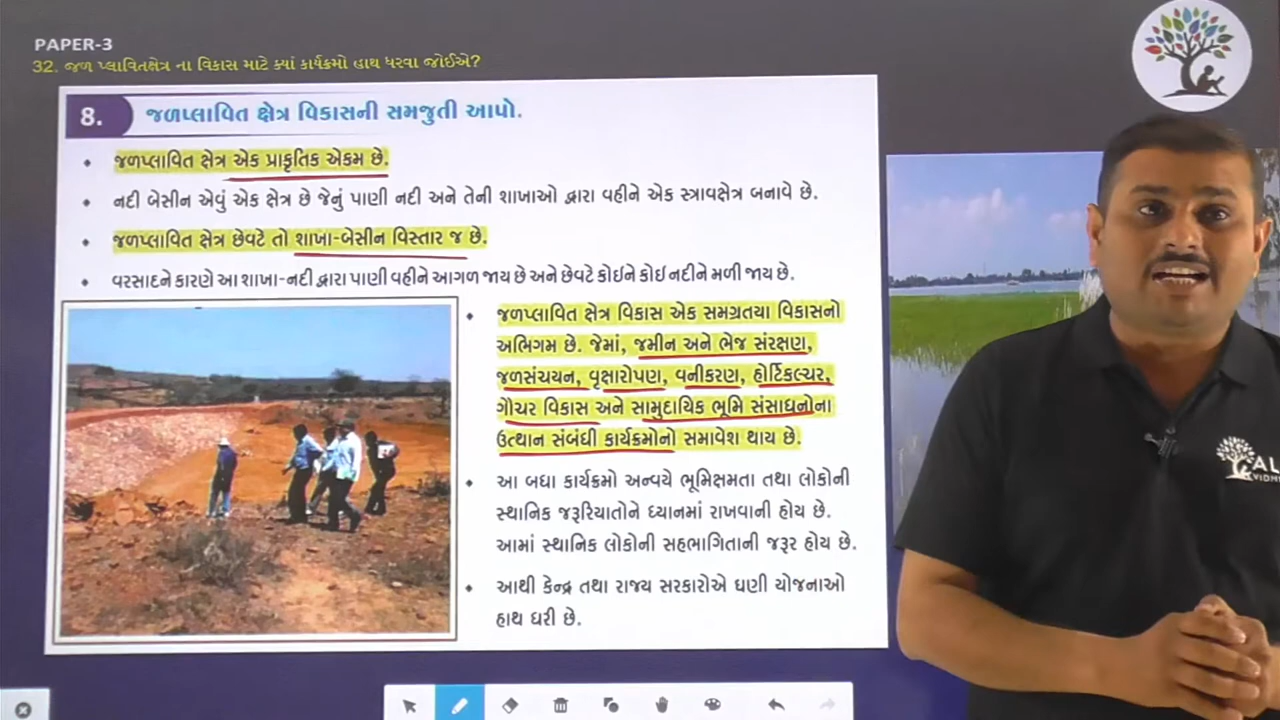 PAPER-3
32. જળ પ્લાવિતક્ષેત્ર ના વિકાસ માટે ક્યાં કાર્યક્રમો હાથ ધરવા જોઈએ?
8. જળપ્લાવિત ક્ષેત્ર વિકાસની સમજુતી આપો.
• જળપ્લાવિત ક્ષેત્ર એક પ્રાકૃતિક એકમ છે.
• નદી બેસીન એવું એક ક્ષેત્ર છે જેનું પાણી નદી અને તેની શાખાઓ દ્વારા વહીને એક સ્ત્રાવક્ષેત્ર બનાવે છે.
• જળપ્લાવિત ક્ષેત્ર છેવટે તો શાખા-બેસીન વિસ્તાર જ છે.
• વરસાદને કારણે આ શાખા-નદી દ્વારા પાણી વહીને આગળ જાય છે અને છેવટે કોઈને કોઈ નદીને મળી જાય છે.
• જળપ્લાવિત ક્ષેત્ર વિકાસ એક સમગ્રતયા વિકાસનો
અભિગમ છે. જેમાં, જમીન અને ભેજ સંરક્ષણ,
જળસંચયન, વૃક્ષારોપણ, વનીકરણ, હોર્ટિકલ્ચર,
ગૌચર વિકાસ અને સામુદાયિક ભૂમિ સંસાધનોના
ઉત્થાન સંબંધી કાર્યક્રમોનો સમાવેશ થાય છે.
• આ બધા કાર્યક્રમો અન્વયે ભૂમિક્ષમતા તથા લોકોની
સ્થાનિક જરૂરિયાતોને ધ્યાનમાં રાખવાની હોય છે.
આમાં સ્થાનિક લોકોની સહભાગિતાની જરૂર હોય છે.
• આથી કેન્દ્ર તથા રાજ્ય સરકારોએ ઘણી યોજનાઓ
હાથ ધરી છે.